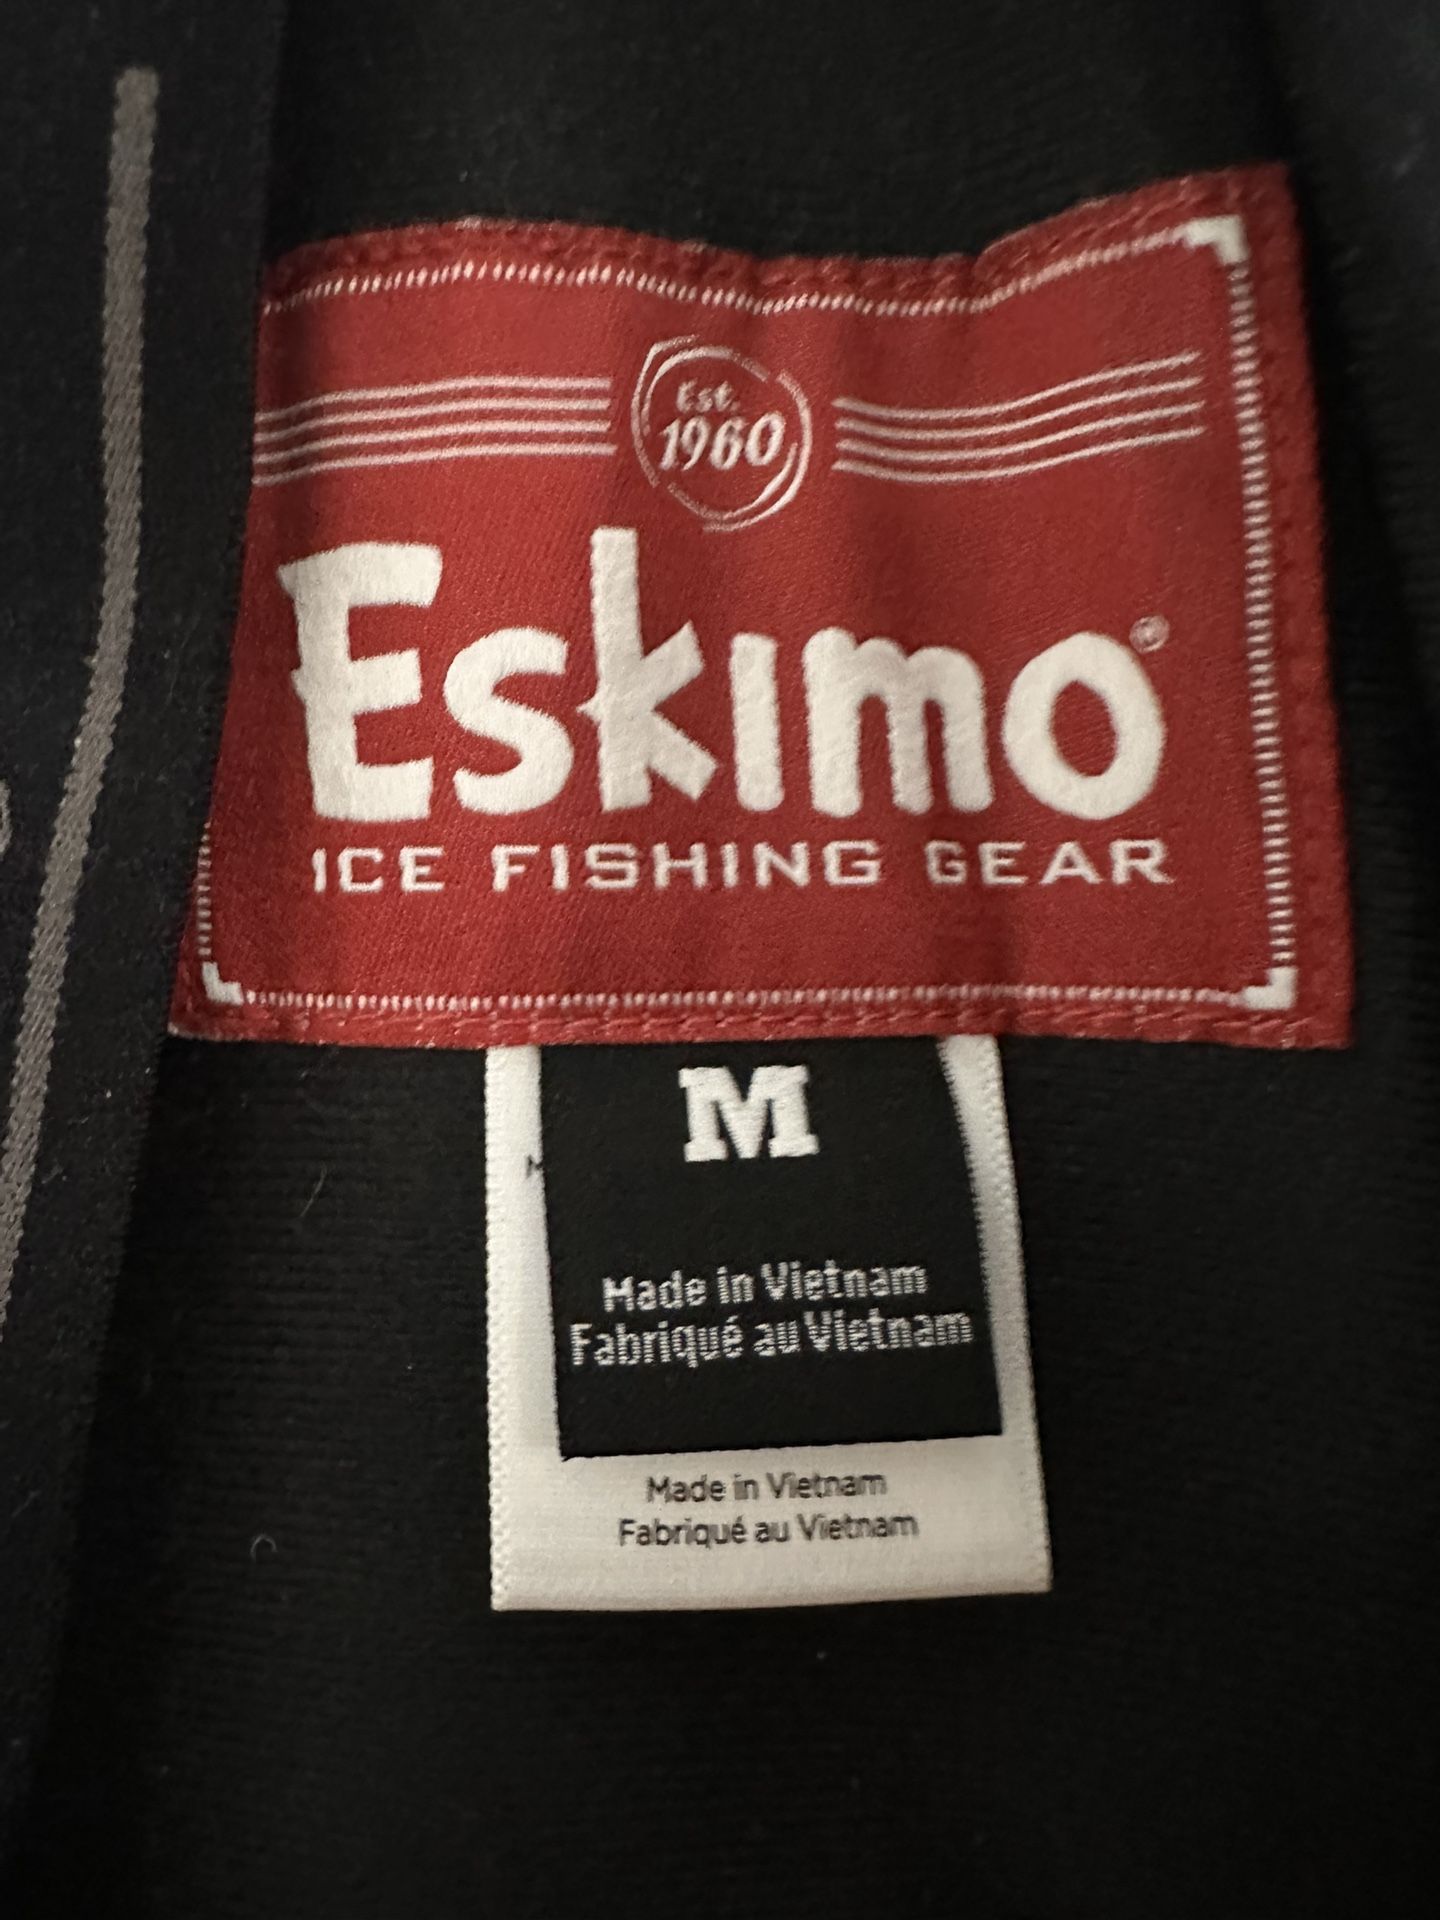 Est.
1960
Eskimo®
ICE FISHING GEAR
M
Made in Vietnam
Fabriqué au Vietnam
Made in Vietnam
Fabriqué au Vietnam